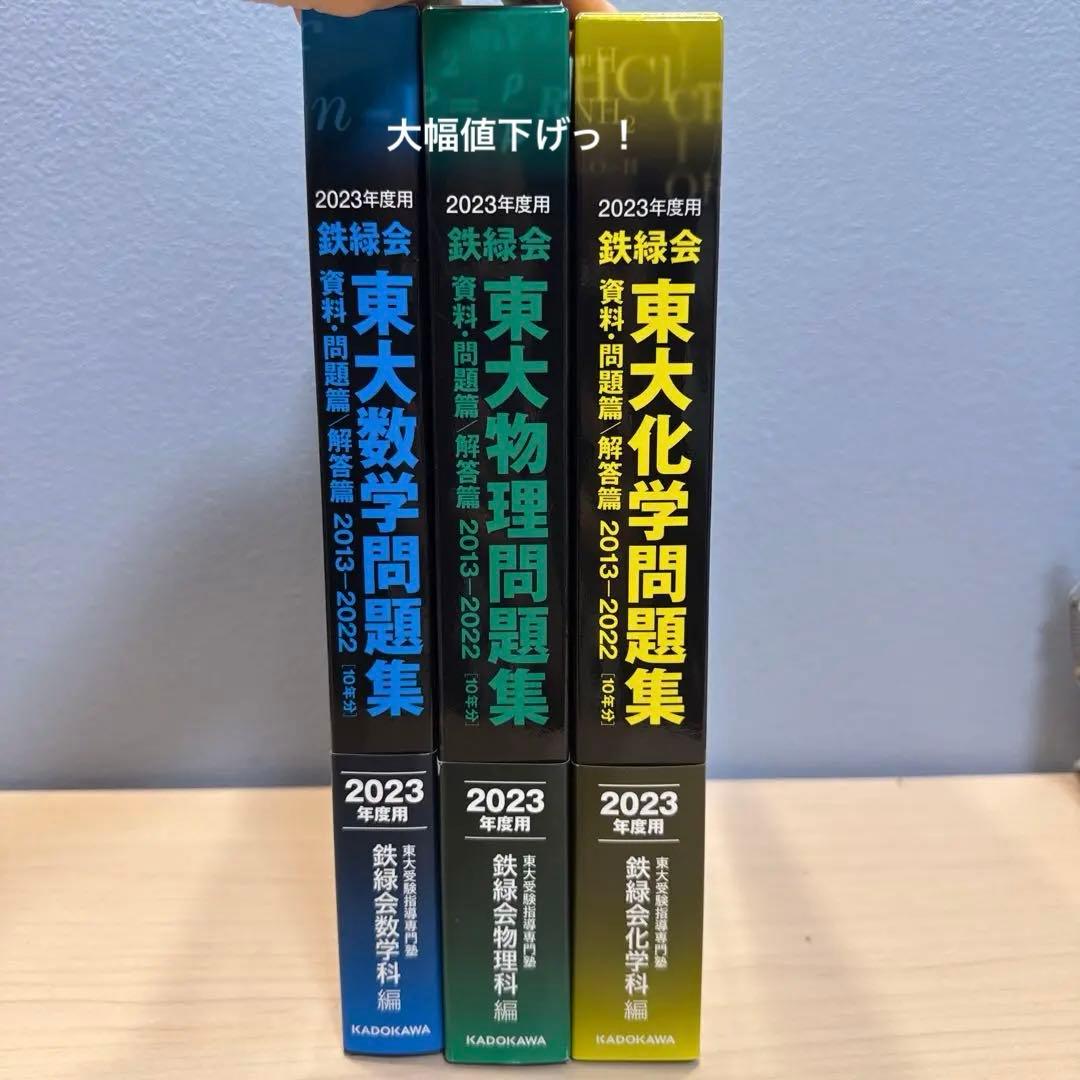 大幅値下げっ！
2023年度用
鉄緑会
東大数学問題集
資料・問題篇/解答篇 2013-2022 [10年分]
2023
年度用
東大受験指導専門塾
鉄緑会数学科 編
KADOKAWA
2023年度用
鉄緑会
東大物理問題集
資料・問題篇/解答篇 2013-2022 [10年分]
2023
年度用
東大受験指導専門塾
鉄緑会物理科 編
KADOKAWA
HCl
NH2
2023年度用
鉄緑会
東大化学問題集
資料・問題篇/解答篇 2013-2022 [10年分]
2023
年度用
東大受験指導専門塾
鉄緑会化学科 編
KADOKAWA